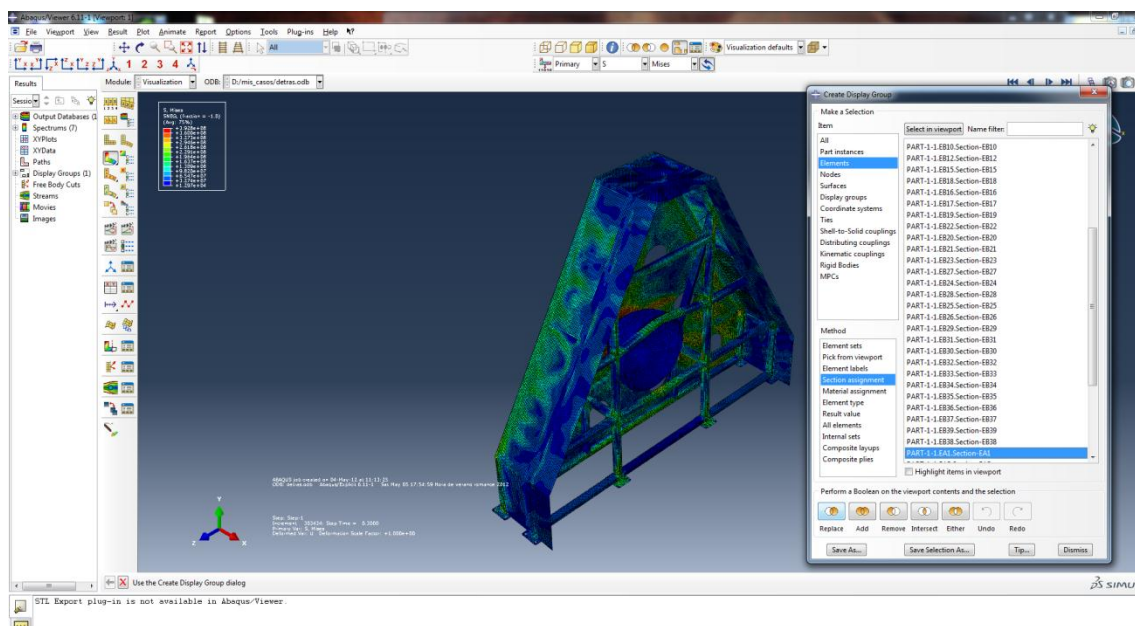 Abaqus/Viewer 6.11-1 [Viewport: 1]
File Viewport View Result Plot Animate Report Options Tools Plug-ins Help
All
Visualization defaults
1 2 3 4
Primary S Mises
Results
Module: Visualization ODB: D:/mis_casos/detras.odb
Output Databases
Spectrums (7)
XYPlots
XYData
Paths
Display Groups (1)
Free Body Cuts
Streams
Movies
Images
S, Mises
(Avg: 75%)
Step: Step-1
Primary Var: S, Mises
Y
Z
X
Create Display Group
Make a Selection
Item
All
Part instances
Elements
Nodes
Surfaces
Display groups
Coordinate systems
Ties
Shell-to-Solid couplings
Distributing couplings
Kinematic couplings
Rigid Bodies
MPCs
Method
Element sets
Pick from viewport
Element labels
Section assignment
Material assignment
Element type
Result value
All elements
Internal sets
Composite layups
Composite plies
Select in viewport Name filter:
PART-1-1.EB10.Section-EB10
PART-1-1.EB12.Section-EB12
PART-1-1.EB15.Section-EB15
PART-1-1.EB18.Section-EB18
PART-1-1.EB16.Section-EB16
PART-1-1.EB17.Section-EB17
PART-1-1.EB19.Section-EB19
PART-1-1.EB22.Section-EB22
PART-1-1.EB20.Section-EB20
PART-1-1.EB21.Section-EB21
PART-1-1.EB23.Section-EB23
PART-1-1.EB27.Section-EB27
PART-1-1.EB24.Section-EB24
PART-1-1.EB28.Section-EB28
PART-1-1.EB25.Section-EB25
PART-1-1.EB26.Section-EB26
PART-1-1.EB29.Section-EB29
PART-1-1.EB31.Section-EB31
PART-1-1.EB30.Section-EB30
PART-1-1.EB32.Section-EB32
PART-1-1.EB33.Section-EB33
PART-1-1.EB34.Section-EB34
PART-1-1.EB35.Section-EB35
PART-1-1.EB36.Section-EB36
PART-1-1.EB37.Section-EB37
PART-1-1.EB39.Section-EB39
PART-1-1.EB38.Section-EB38
PART-1-1.EA1.Section-EA1
Highlight items in viewport
Perform a Boolean on the viewport contents and the selection
Replace Add Remove Intersect Either Undo Redo
Save As... Save Selection As... Tip... Dismiss
Use the Create Display Group dialog
SIMU
STL Export plug-in is not available in Abaqus/Viewer.